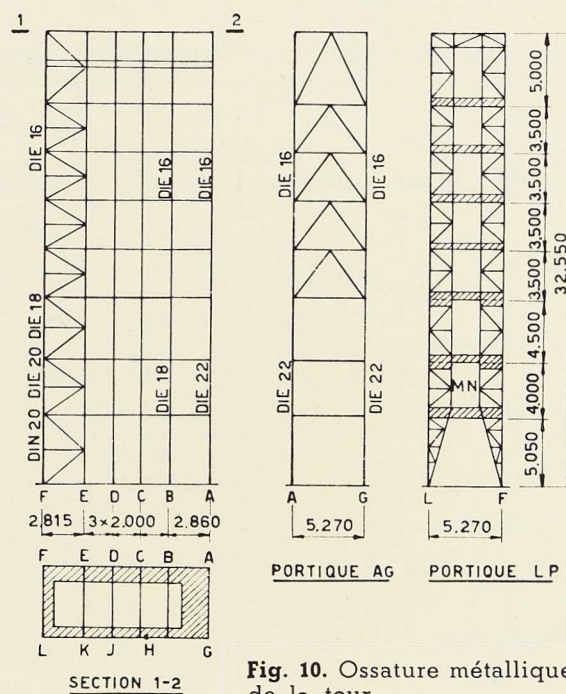 1
2
DIE 16
DIE 16
DIE 16
DIE 18
DIE 20
DIN 20
DIE 18
DIE 22
F E D C B A
2.815 3×2.000 2.860
F E D C B A
L K J H G
SECTION 1-2
DIE 16
DIE 16
DIE 22
DIE 22
A G
5.270
PORTIQUE AG
MN
L F
5.270
PORTIQUE LP
5.000
3,500
3.500
3.500
3.500
4.500
4.000
5.050
32.550
Fig. 10. Ossature métallique
de la tour